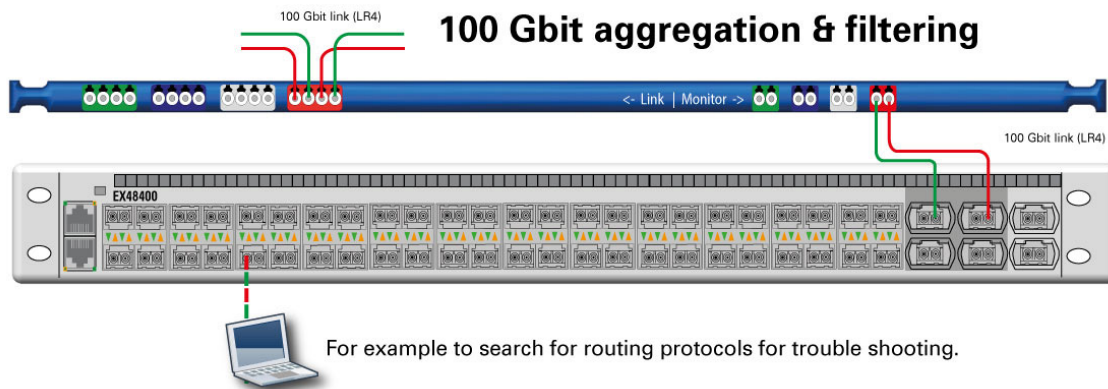 100 Gbit link (LR4)
100 Gbit aggregation & filtering
<- Link | Monitor ->
100 Gbit link (LR4)
EX48400
For example to search for routing protocols for trouble shooting.